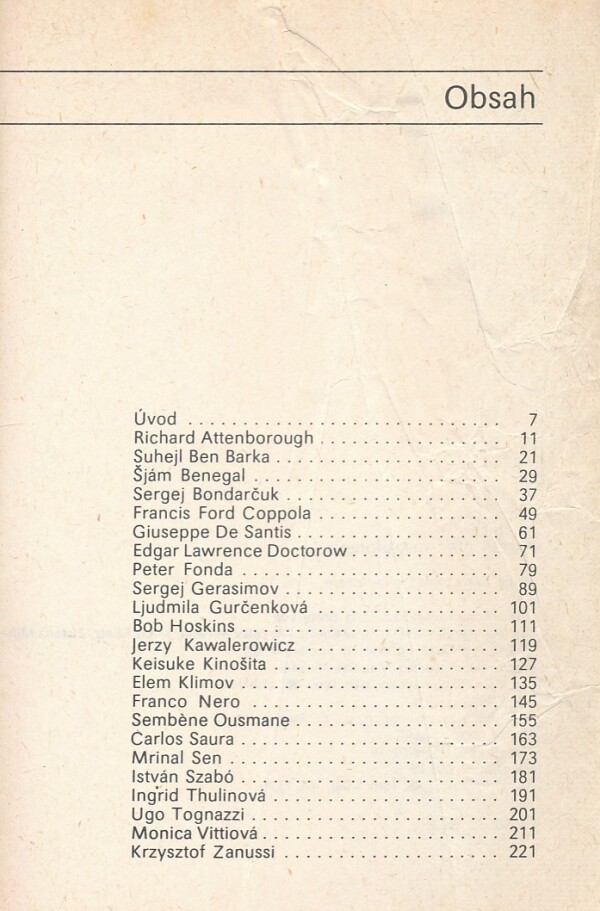 Obsah
Úvod . . . . . . . . . . . . . . . . . . . . . . . . . . . . . . 7
Richard Attenborough . . . . . . . . . . . . . . . . . 11
Suhejl Ben Barka . . . . . . . . . . . . . . . . . . . . . 21
Šjám Benegal . . . . . . . . . . . . . . . . . . . . . . . 29
Sergej Bondarčuk . . . . . . . . . . . . . . . . . . . . 37
Francis Ford Coppola . . . . . . . . . . . . . . . . . 49
Giuseppe De Santis . . . . . . . . . . . . . . . . . . . 61
Edgar Lawrence Doctorow . . . . . . . . . . . . . . 71
Peter Fonda . . . . . . . . . . . . . . . . . . . . . . . . 79
Sergej Gerasimov . . . . . . . . . . . . . . . . . . . . 89
Ljudmila Gurčenková . . . . . . . . . . . . . . . . . 101
Bob Hoskins . . . . . . . . . . . . . . . . . . . . . . . . 111
Jerzy Kawalerowicz . . . . . . . . . . . . . . . . . . 119
Keisuke Kinošita . . . . . . . . . . . . . . . . . . . . . 127
Elem Klimov . . . . . . . . . . . . . . . . . . . . . . . . 135
Franco Nero . . . . . . . . . . . . . . . . . . . . . . . 145
Sembène Ousmane . . . . . . . . . . . . . . . . . . . 155
Carlos Saura . . . . . . . . . . . . . . . . . . . . . . . . 163
Mrinal Sen . . . . . . . . . . . . . . . . . . . . . . . . . 173
István Szabó . . . . . . . . . . . . . . . . . . . . . . . . 181
Ingrid Thulinová . . . . . . . . . . . . . . . . . . . . . 191
Ugo Tognazzi . . . . . . . . . . . . . . . . . . . . . . . 201
Monica Vittiová . . . . . . . . . . . . . . . . . . . . . . 211
Krzysztof Zanussi . . . . . . . . . . . . . . . . . . . . 221